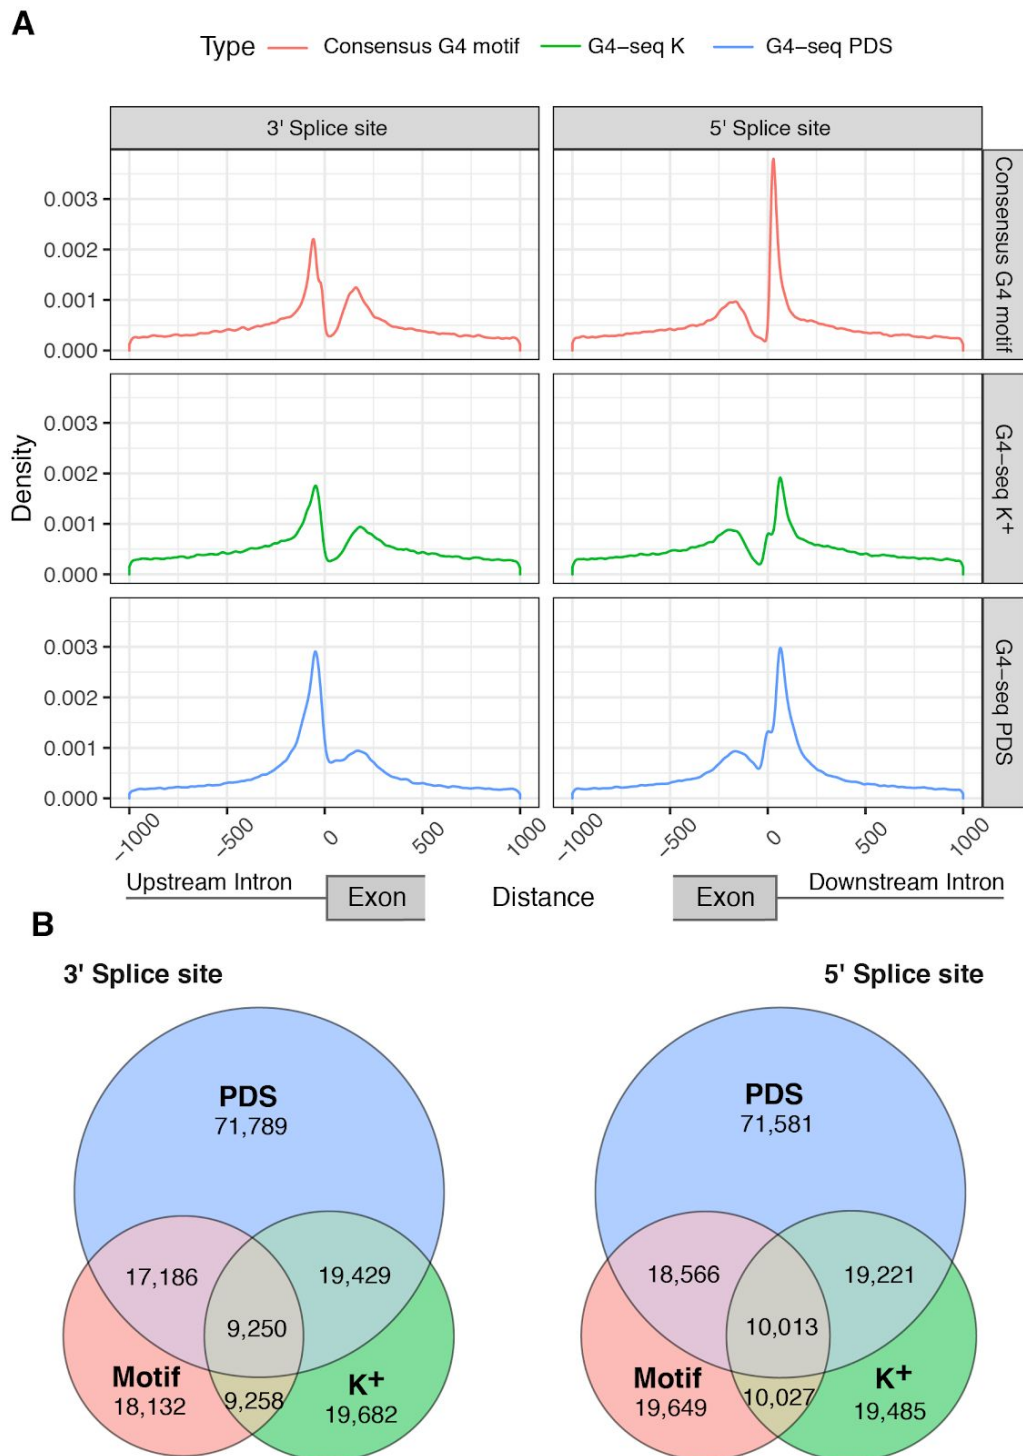 A
Type Consensus G4 motif G4-seq K G4-seq PDS
3' Splice site 5' Splice site
Density
0.003
0.002
0.001
0.000
Consensus G4 motif
0.003
0.002
0.001
0.000
G4-seq K+
0.003
0.002
0.001
0.000
G4-seq PDS
-1000 -500 0 500 1000 -1000 -500 0 500 1000
Upstream Intron Exon Distance Exon Downstream Intron
B
3' Splice site 5' Splice site
PDS
71,789
17,186 19,429
9,250
Motif
18,132
9,258
K+
19,682
PDS
71,581
18,566 19,221
10,013
Motif
19,649
10,027
K+
19,485